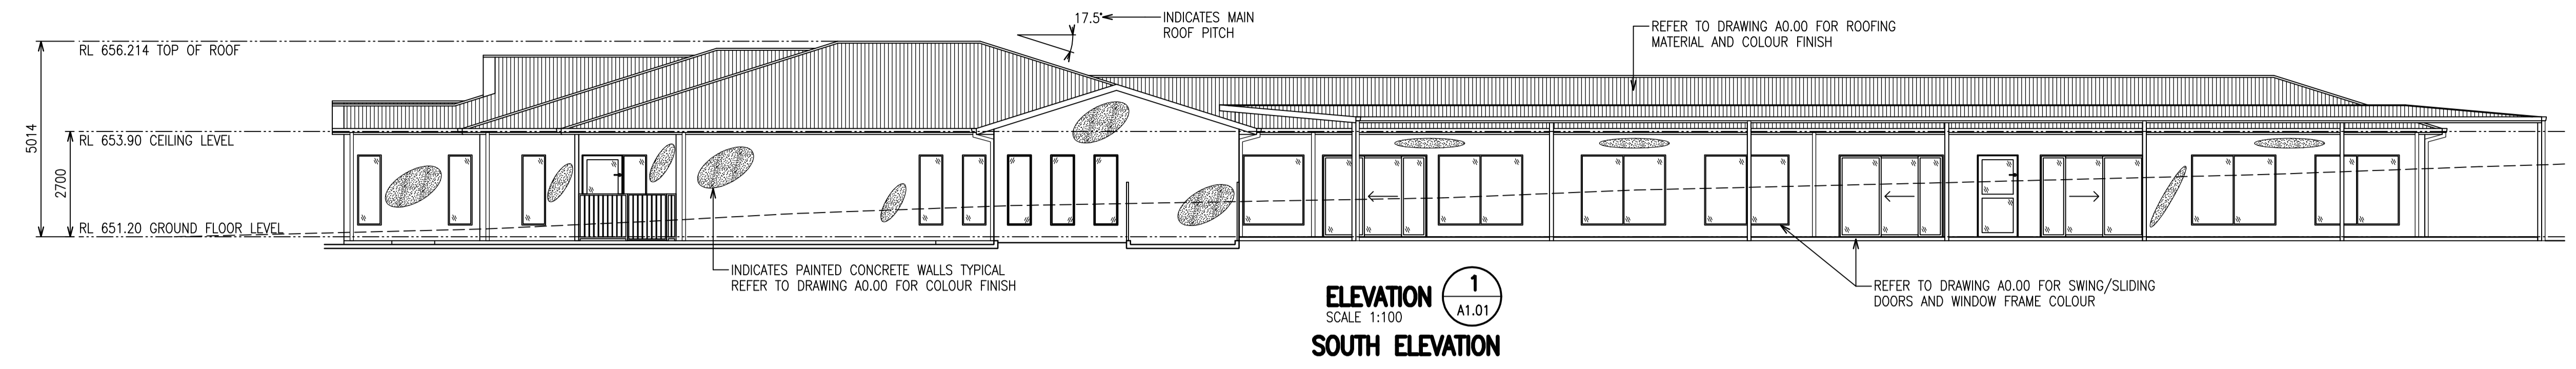 17.5°
INDICATES MAIN
ROOF PITCH
REFER TO DRAWING A0.00 FOR ROOFING
MATERIAL AND COLOUR FINISH
RL 656.214 TOP OF ROOF
5014
RL 653.90 CEILING LEVEL
2700
RL 651.20 GROUND FLOOR LEVEL
INDICATES PAINTED CONCRETE WALLS TYPICAL
REFER TO DRAWING A0.00 FOR COLOUR FINISH
REFER TO DRAWING A0.00 FOR SWING/SLIDING
DOORS AND WINDOW FRAME COLOUR
ELEVATION
SCALE 1:100
1
A1.01
SOUTH ELEVATION